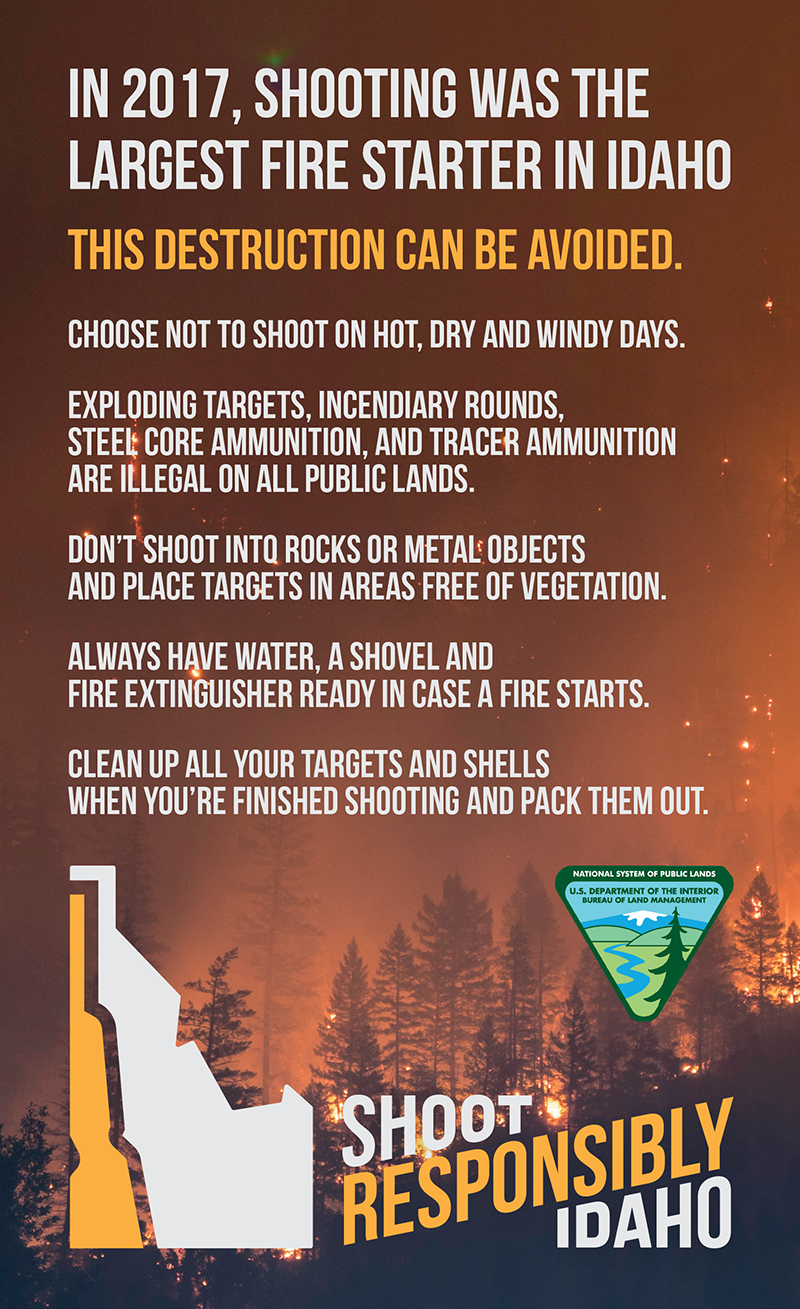 IN 2017, SHOOTING WAS THE
LARGEST FIRE STARTER IN IDAHO
THIS DESTRUCTION CAN BE AVOIDED.
CHOOSE NOT TO SHOOT ON HOT, DRY AND WINDY DAYS.
EXPLODING TARGETS, INCENDIARY ROUNDS,
STEEL CORE AMMUNITION, AND TRACER AMMUNITION
ARE ILLEGAL ON ALL PUBLIC LANDS.
DON'T SHOOT INTO ROCKS OR METAL OBJECTS
AND PLACE TARGETS IN AREAS FREE OF VEGETATION.
ALWAYS HAVE WATER, A SHOVEL AND
FIRE EXTINGUISHER READY IN CASE A FIRE STARTS.
CLEAN UP ALL YOUR TARGETS AND SHELLS
WHEN YOU'RE FINISHED SHOOTING AND PACK THEM OUT.
NATIONAL SYSTEM OF PUBLIC LANDS
U.S. DEPARTMENT OF THE INTERIOR
BUREAU OF LAND MANAGEMENT
SHOOT
RESPONSIBLY
IDAHO